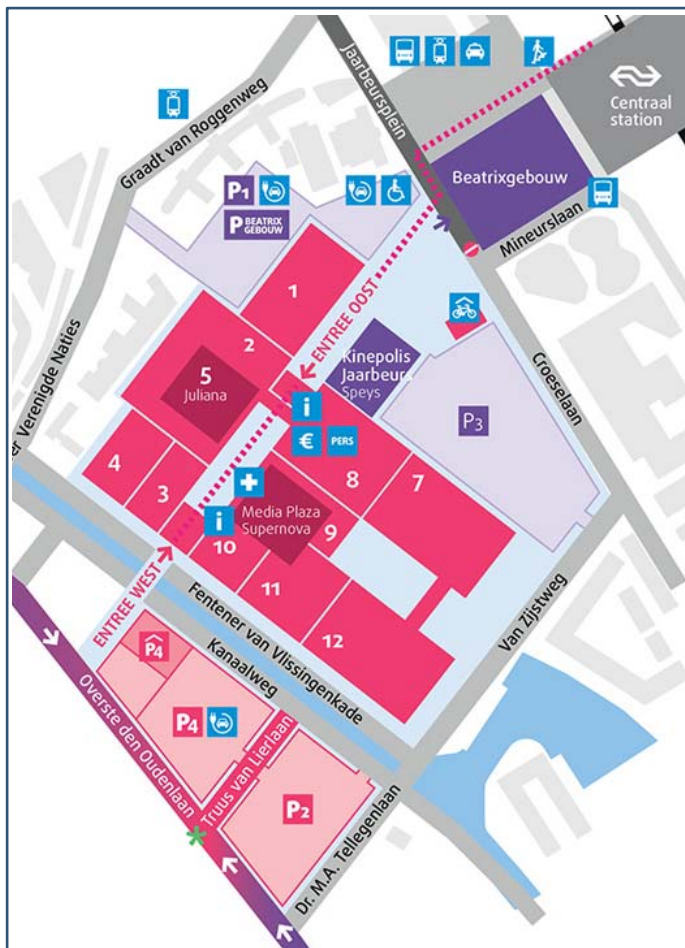 Jaarbeursplein
Centraal
station
Graadt van Roggenweg
P1
P BEATRIX
GEBOUW
Beatrixgebouw
Mineurslaan
1
ENTREE OOST
2
5
Juliana
Kinepolis
Jaarbeurs
Speys
Croeselaan
er Verenigde Naties
i
€
PERS
P3
4
3
8
7
i
Media Plaza
Supernova
9
10
11
12
ENTREE WEST
Fentener van Vlissingenkade
Kanaalweg
Van Zijstweg
P4
P4
Overste den Oudenlaan
Truus van Lierlaan
P2
Dr. M.A. Tellegenlaan